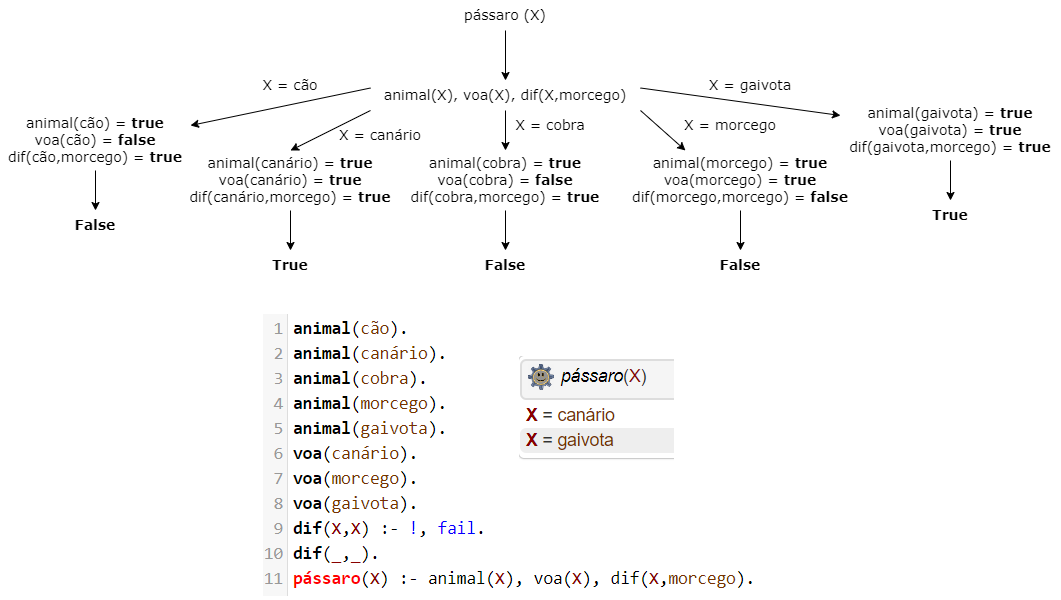 pássaro (X)
X = cão
X = gaivota
animal(X), voa(X), dif(X,morcego)
animal(cão) = true
voa(cão) = false
dif(cão,morcego) = true
False
X = canário
animal(canário) = true
voa(canário) = true
dif(canário,morcego) = true
True
X = cobra
animal(cobra) = true
voa(cobra) = false
dif(cobra,morcego) = true
False
X = morcego
animal(morcego) = true
voa(morcego) = true
dif(morcego,morcego) = false
False
animal(gaivota) = true
voa(gaivota) = true
dif(gaivota,morcego) = true
True
1 animal(cão).
2 animal(canário).
3 animal(cobra).
4 animal(morcego).
5 animal(gaivota).
6 voa(canário).
7 voa(morcego).
8 voa(gaivota).
9 dif(X,X) :- !, fail.
10 dif(_,_).
11 pássaro(X) :- animal(X), voa(X), dif(X,morcego).
pássaro(X)
X = canário
X = gaivota